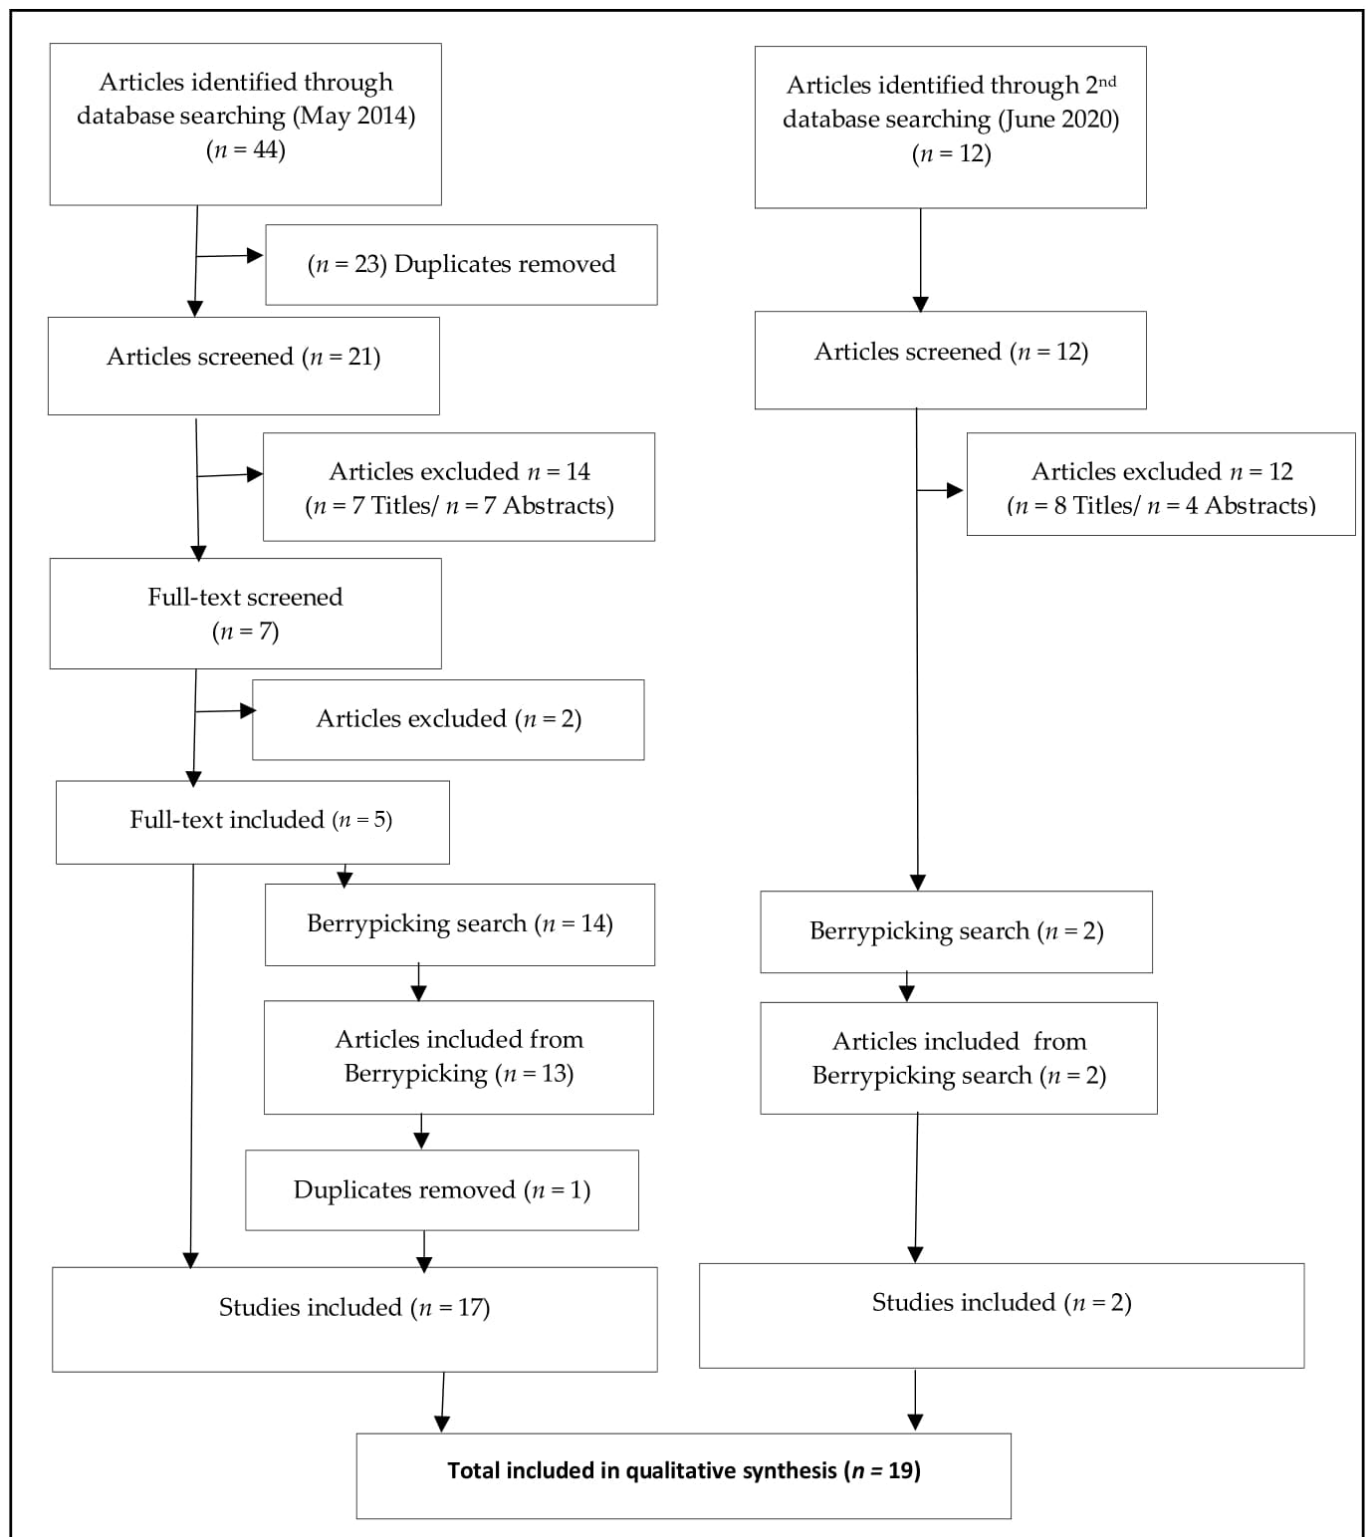 Articles identified through
database searching (May 2014)
(n = 44)
(n = 23) Duplicates removed
Articles screened (n = 21)
Articles excluded n = 14
(n = 7 Titles/ n = 7 Abstracts)
Full-text screened
(n = 7)
Articles excluded (n = 2)
Full-text included (n = 5)
Berrypicking search (n = 14)
Articles included from
Berrypicking (n = 13)
Duplicates removed (n = 1)
Studies included (n = 17)
Articles identified through 2nd
database searching (June 2020)
(n = 12)
Articles screened (n = 12)
Articles excluded n = 12
(n = 8 Titles/ n = 4 Abstracts)
Berrypicking search (n = 2)
Articles included from
Berrypicking search (n = 2)
Studies included (n = 2)
Total included in qualitative synthesis (n = 19)